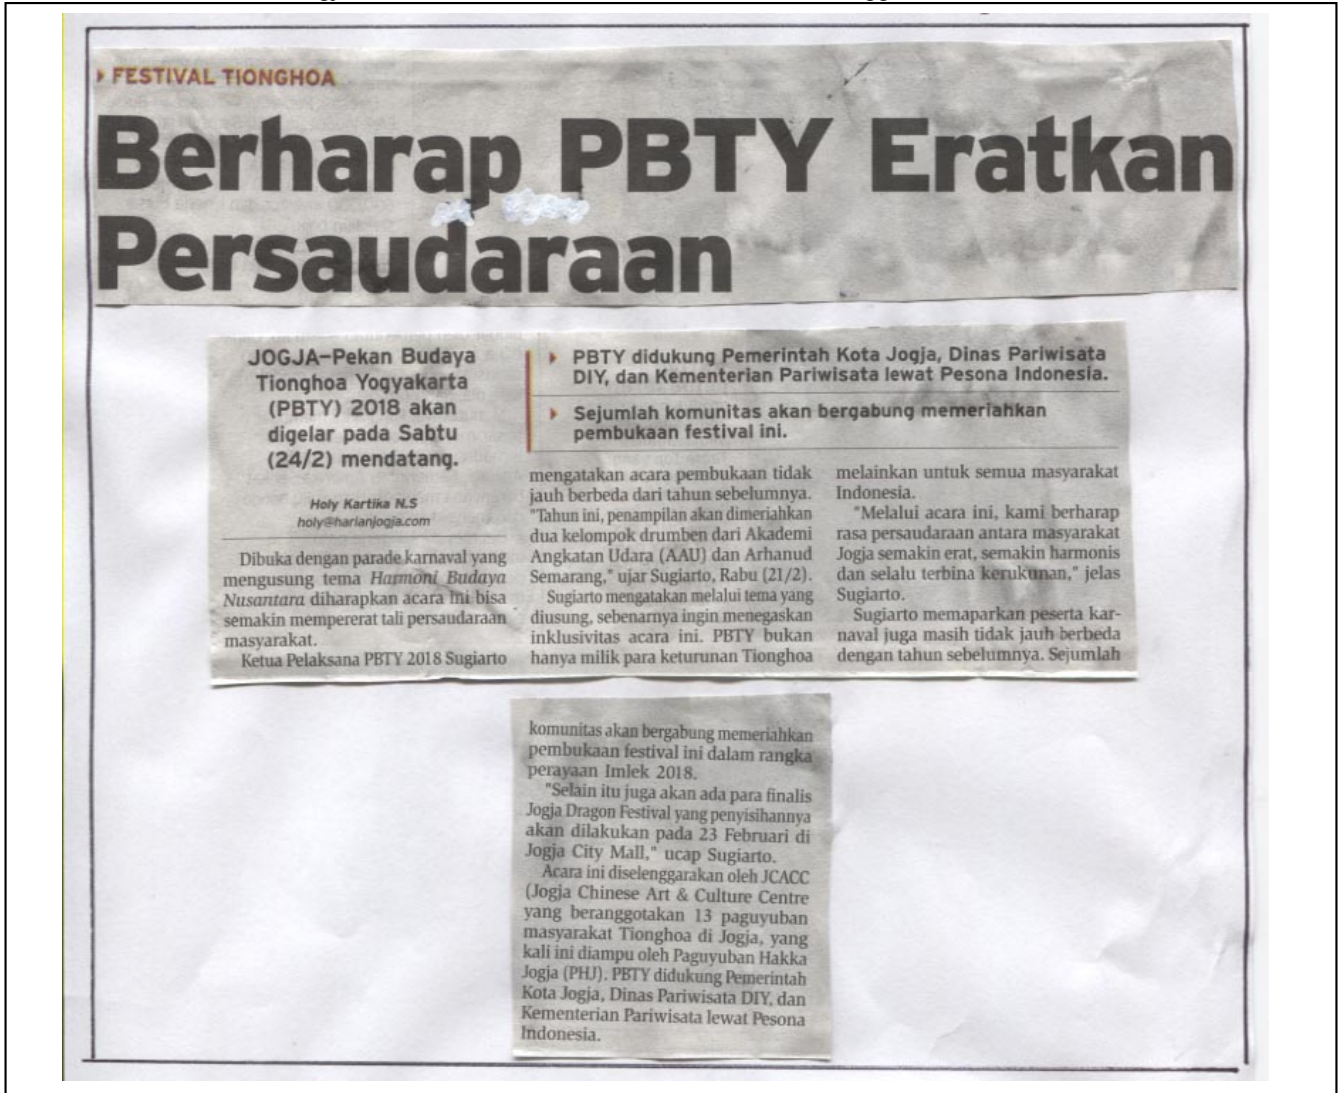 FESTIVAL TIONGHOA
Berharap PBTY Eratkan
Persaudaraan
JOGJA–Pekan Budaya
Tionghoa Yogyakarta
(PBTY) 2018 akan
digelar pada Sabtu
(24/2) mendatang.
Holy Kartika N.S
holy@harianjogja.com
Dibuka dengan parade karnaval yang
mengusung tema Harmoni Budaya
Nusantara diharapkan acara ini bisa
semakin mempererat tali persaudaraan
masyarakat.
Ketua Pelaksana PBTY 2018 Sugiarto
PBTY didukung Pemerintah Kota Jogja, Dinas Pariwisata
DIY, dan Kementerian Pariwisata lewat Pesona Indonesia.
Sejumlah komunitas akan bergabung memeriahkan
pembukaan festival ini.
mengatakan acara pembukaan tidak
jauh berbeda dari tahun sebelumnya.
"Tahun ini, penampilan akan dimeriahkan
dua kelompok drumben dari Akademi
Angkatan Udara (AAU) dan Arhanud
Semarang," ujar Sugiarto, Rabu (21/2).
Sugiarto mengatakan melalui tema yang
diusung, sebenarnya ingin menegaskan
inklusivitas acara ini. PBTY bukan
hanya milik para keturunan Tionghoa
melainkan untuk semua masyarakat
Indonesia.
"Melalui acara ini, kami berharap
rasa persaudaraan antara masyarakat
Jogja semakin erat, semakin harmonis
dan selalu terbina kerukunan," jelas
Sugiarto.
Sugiarto memaparkan peserta kar-
naval juga masih tidak jauh berbeda
dengan tahun sebelumnya. Sejumlah
komunitas akan bergabung memeriahkan
pembukaan festival ini dalam rangka
perayaan Imlek 2018.
"Selain itu juga akan ada para finalis
Jogja Dragon Festival yang penyisihannya
akan dilakukan pada 23 Februari di
Jogja City Mall," ucap Sugiarto.
Acara ini diselenggarakan oleh JCACC
(Jogja Chinese Art & Culture Centre
yang beranggotakan 13 paguyuban
masyarakat Tionghoa di Jogja, yang
kali ini diampu oleh Paguyuban Hakka
Jogja (PHJ). PBTY didukung Pemerintah
Kota Jogja, Dinas Pariwisata DIY, dan
Kementerian Pariwisata lewat Pesona
Indonesia.